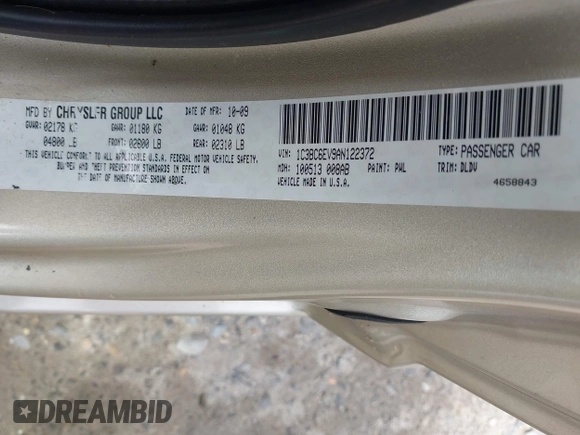 MFD BY CHRYSLER GROUP LLC DATE OF MFR 10-09
GVWR: 02178 KG GAWR: 01180 KG GAWR: 01048 KG
04800 LB FRONT: 02600 LB REAR: 02310 LB
THIS VEHICLE CONFORMS TO ALL U.S.A. FEDERAL MOTOR VEHICLE SAFETY,
BUMPER AND THEFT PREVENTION STANDARDS IN EFFECT ON
THE DATE OF MANUFACTURE SHOWN ABOVE.
VIN: 1C3BC6EV9AN122372 TYPE: PASSENGER CAR
MDH: 100513 008AB PAINT: PWL TRIM: DLDV
VEHICLE MADE IN U.S.A. 4658843
DREAMBID